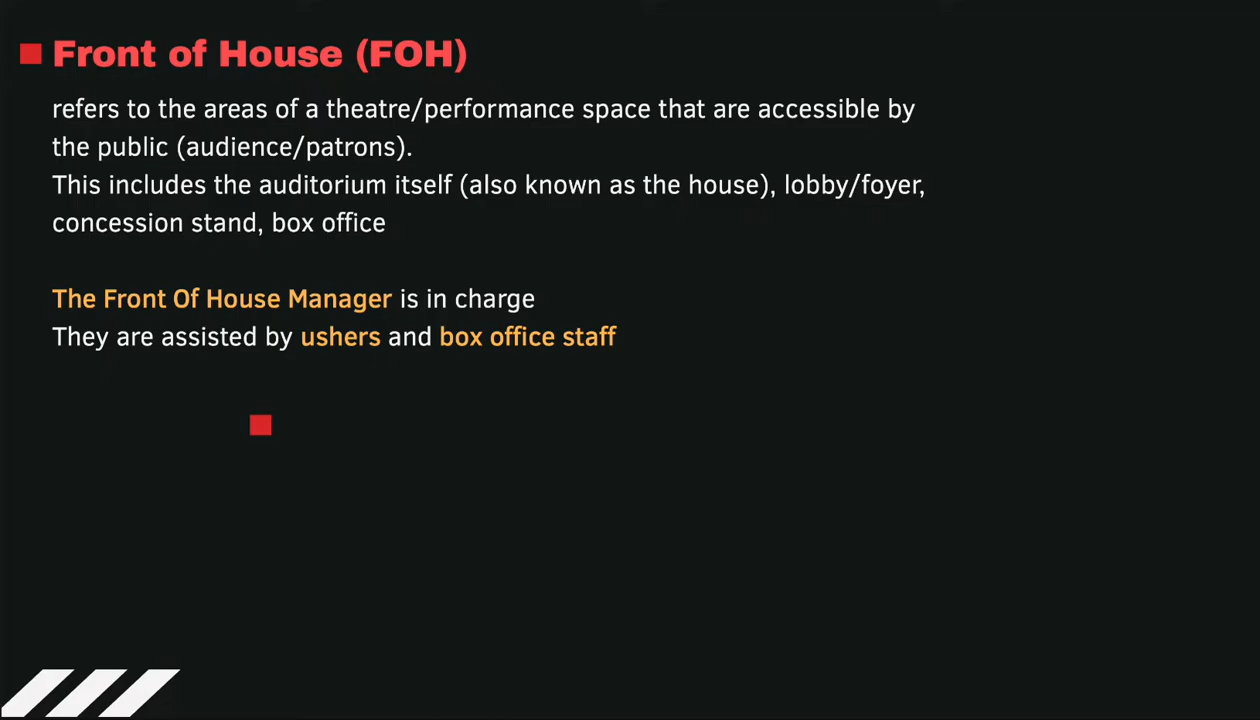 Front of House (FOH)
refers to the areas of a theatre/performance space that are accessible by
the public (audience/patrons).
This includes the auditorium itself (also known as the house), lobby/foyer,
concession stand, box office
The Front Of House Manager is in charge
They are assisted by ushers and box office staff